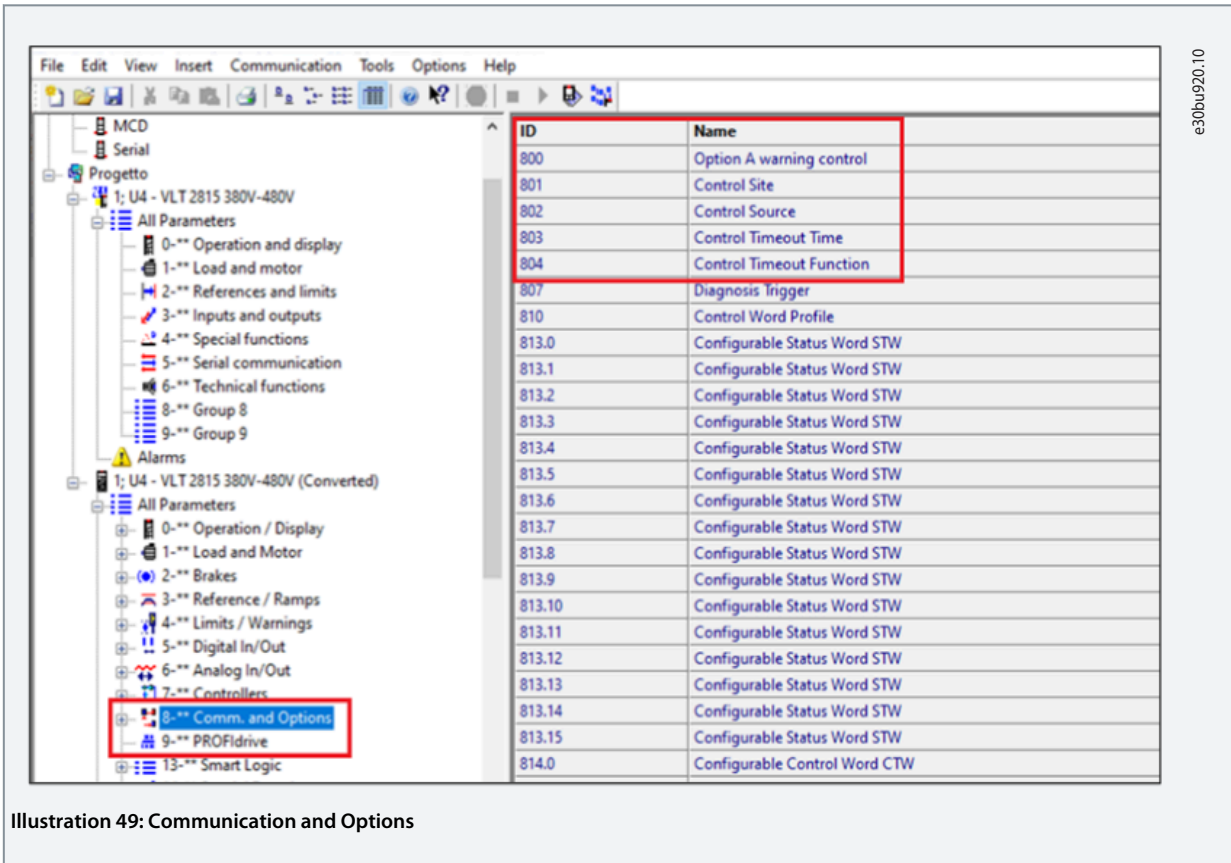 File Edit View Insert Communication Tools Options Help
e30bu920.10
MCD
Serial
Progetto
1; U4 - VLT 2815 380V-480V
All Parameters
0-** Operation and display
1-** Load and motor
2-** References and limits
3-** Inputs and outputs
4-** Special functions
5-** Serial communication
6-** Technical functions
8-** Group 8
9-** Group 9
Alarms
1; U4 - VLT 2815 380V-480V (Converted)
All Parameters
0-** Operation / Display
1-** Load and Motor
2-** Brakes
3-** Reference / Ramps
4-** Limits / Warnings
5-** Digital In/Out
6-** Analog In/Out
7-** Controllers
8-** Comm. and Options
9-** PROFIdrive
13-** Smart Logic
ID Name
800 Option A warning control
801 Control Site
802 Control Source
803 Control Timeout Time
804 Control Timeout Function
807 Diagnosis Trigger
810 Control Word Profile
813.0 Configurable Status Word STW
813.1 Configurable Status Word STW
813.2 Configurable Status Word STW
813.3 Configurable Status Word STW
813.4 Configurable Status Word STW
813.5 Configurable Status Word STW
813.6 Configurable Status Word STW
813.7 Configurable Status Word STW
813.8 Configurable Status Word STW
813.9 Configurable Status Word STW
813.10 Configurable Status Word STW
813.11 Configurable Status Word STW
813.12 Configurable Status Word STW
813.13 Configurable Status Word STW
813.14 Configurable Status Word STW
813.15 Configurable Status Word STW
814.0 Configurable Control Word CTW
Illustration 49: Communication and Options